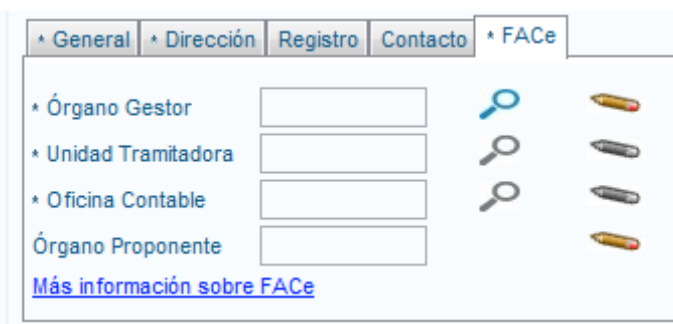 * General * Dirección Registro Contacto * FACe
* Órgano Gestor
* Unidad Tramitadora
* Oficina Contable
Órgano Proponente
Más información sobre FACe